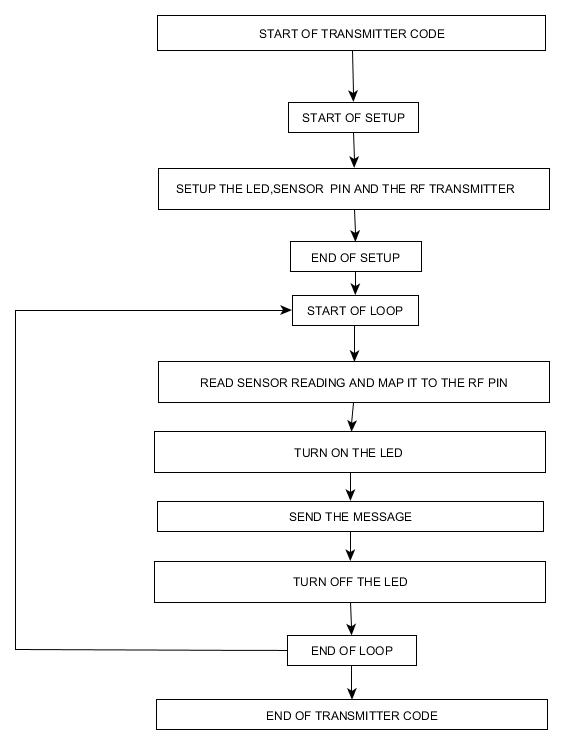 START OF TRANSMITTER CODE
START OF SETUP
SETUP THE LED,SENSOR  PIN AND THE RF TRANSMITTER
END OF SETUP
START OF LOOP
READ SENSOR READING AND MAP IT TO THE RF PIN
TURN ON THE LED
SEND THE MESSAGE
TURN OFF THE LED
END OF LOOP
END OF TRANSMITTER CODE